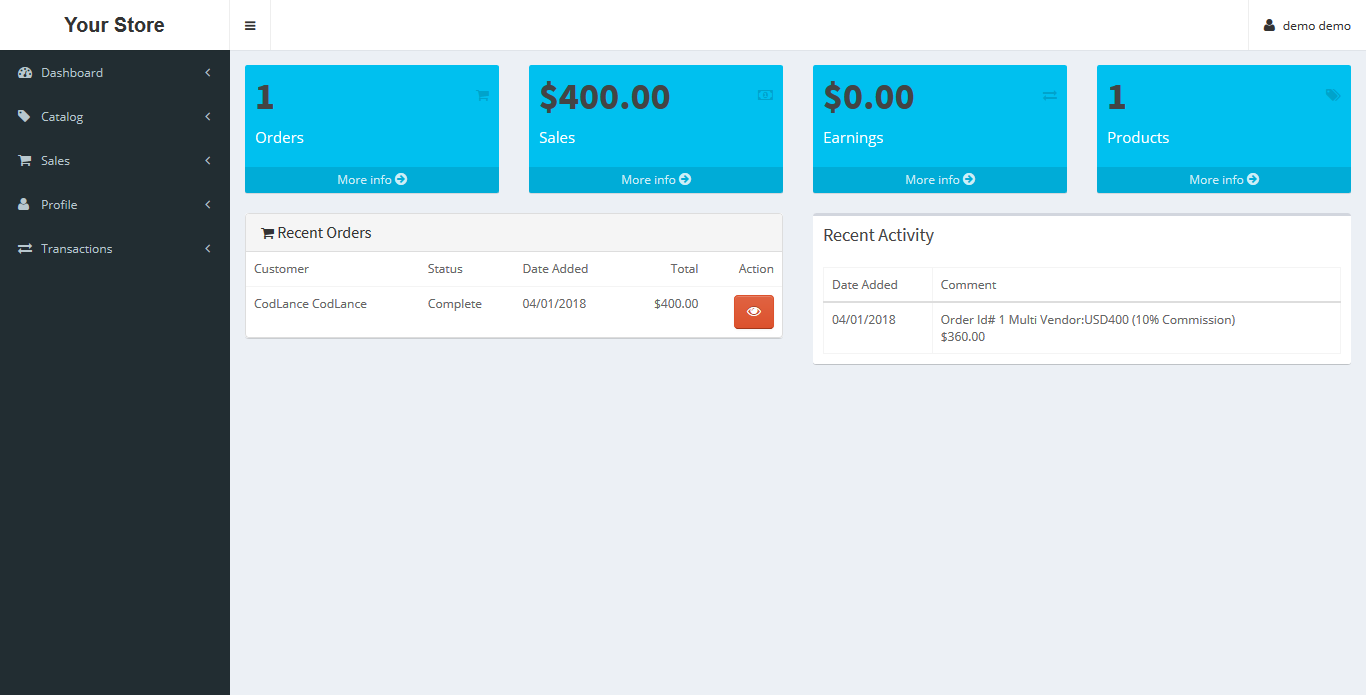 Your Store
demo demo
Dashboard
Catalog
Sales
Profile
Transactions
1
Orders
More info
$400.00
Sales
More info
$0.00
Earnings
More info
1
Products
More info
Recent Orders
Customer Status Date Added Total Action
CodLance CodLance Complete 04/01/2018 $400.00
Recent Activity
Date Added Comment
04/01/2018 Order Id# 1 Multi Vendor:USD400 (10% Commission)
$360.00